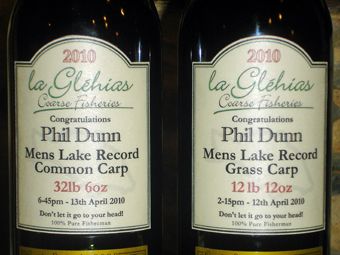 2010
la Gléhias
Coarse Fisheries
Congratulations
Phil Dunn
Mens Lake Record
Common Carp
32lb 6oz
6-45pm - 13th April 2010
Don't let it go to your head!
100% Pure Fisherman
2010
la Gléhias
Coarse Fisheries
Congratulations
Phil Dunn
Mens Lake Record
Grass Carp
12lb 12oz
2-15pm - 12th April 2010
Don't let it go to your head!
100% Pure Fisherman